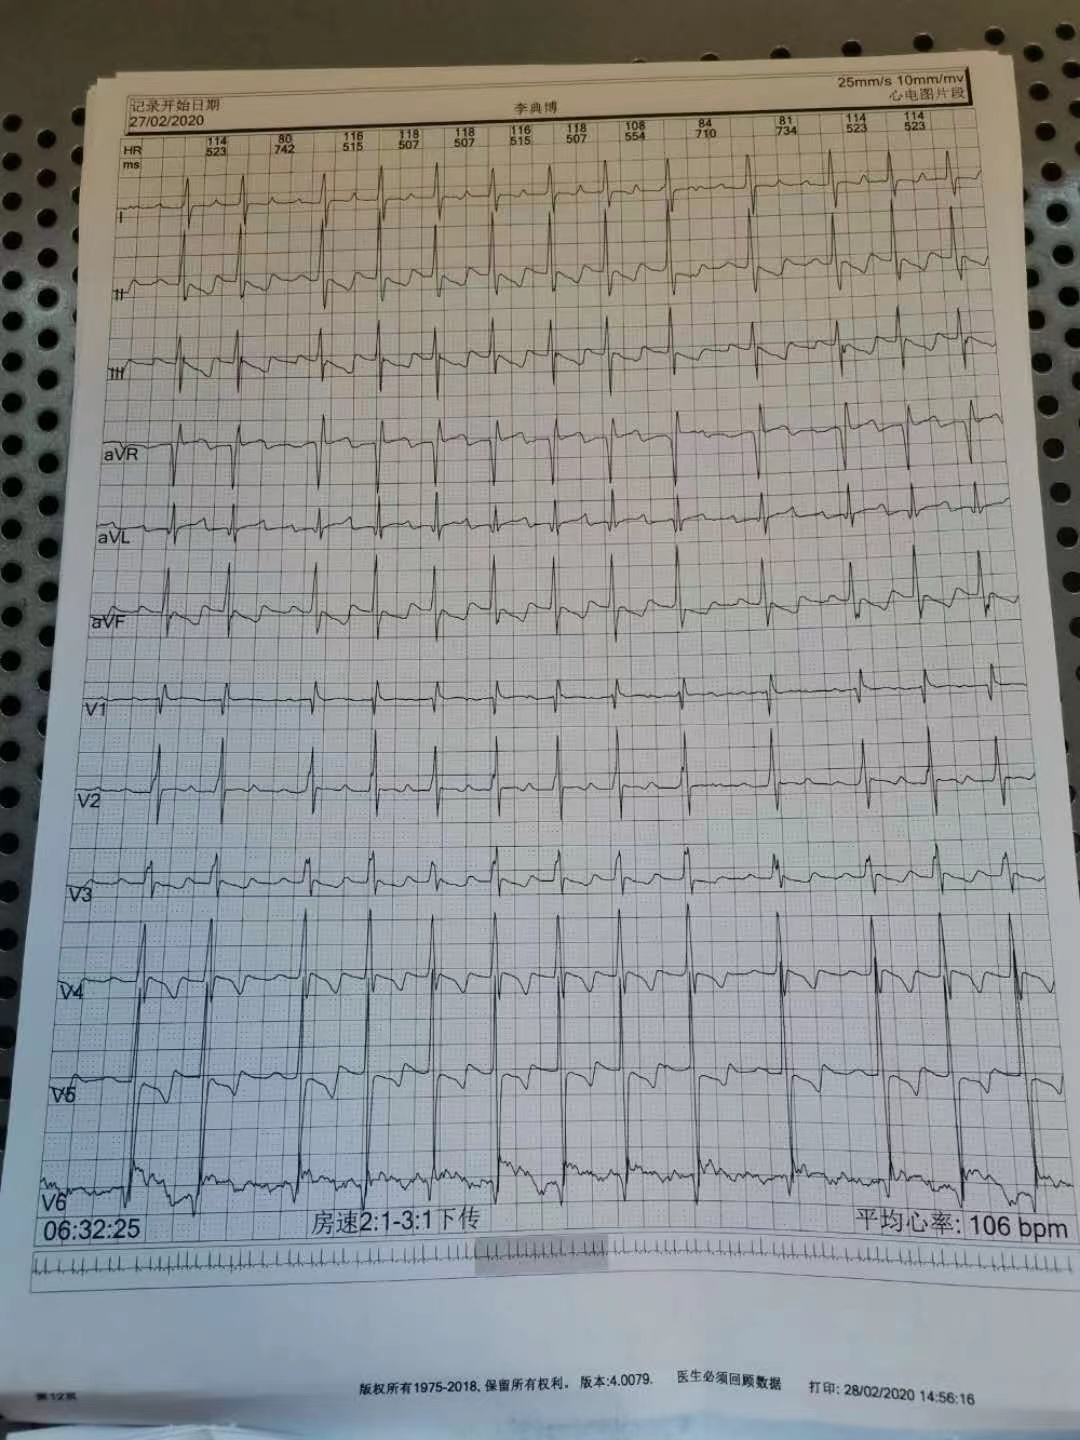 记录开始日期
27/02/2020
李典博
25mm/s 10mm/mv
心电图片段
HR 114 80 116 118 118 116 118 108 84 81 114 114
ms 523 742 515 507 507 515 507 554 710 734 523 523
I
II
III
aVR
aVL
aVF
V1
V2
V3
V4
V5
V6
06:32:25 房速2:1-3:1下传 平均心率: 106 bpm
第12页 版权所有1975-2018, 保留所有权利。 版本:4.0079. 医生必须回顾数据 打印: 28/02/2020 14:56:16